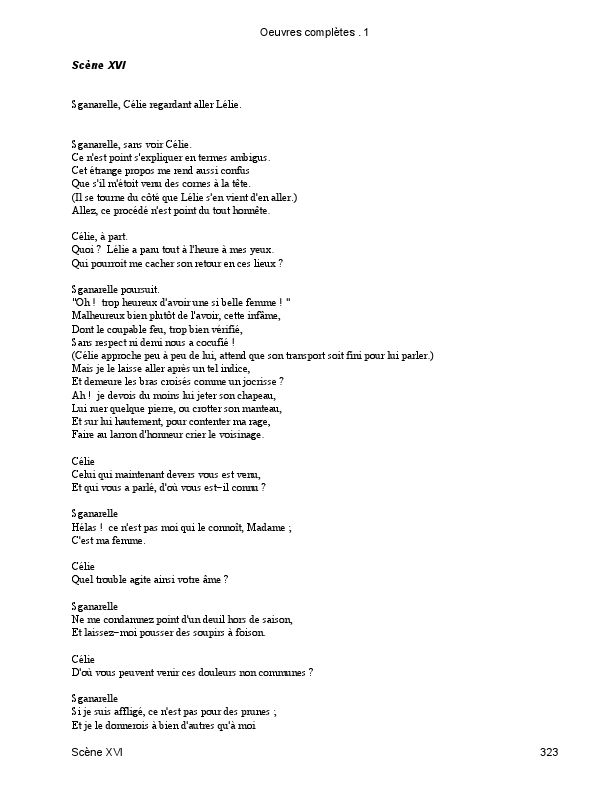 Oeuvres complètes . 1
Scène XVI
Sganarelle, Célie regardant aller Lélie.
Sganarelle, sans voir Célie.
Ce n'est point s'expliquer en termes ambigus.
Cet étrange propos me rend aussi confus
Que s'il m'étoit venu des cornes à la tête.
(Il se tourne du côté que Lélie s'en vient d'en aller.)
Allez, ce procédé n'est point du tout honnête.
Célie, à part.
Quoi ? Lélie a paru tout à l'heure à mes yeux.
Qui pourroit me cacher son retour en ces lieux ?
Sganarelle poursuit.
"Oh ! trop heureux d'avoir une si belle femme ! "
Malheureux bien plutôt de l'avoir, cette infâme,
Dont le coupable feu, trop bien vérifié,
Sans respect ni demi nous a cocufié !
(Célie approche peu à peu de lui, attend que son transport soit fini pour lui parler.)
Mais je le laisse aller après un tel indice,
Et demeure les bras croisés comme un jocrisse ?
Ah ! je devois du moins lui jeter son chapeau,
Lui ruer quelque pierre, ou crotter son manteau,
Et sur lui hautement, pour contenter ma rage,
Faire au larron d'honneur crier le voisinage.
Célie
Celui qui maintenant devers vous est venu,
Et qui vous a parlé, d'où vous est-il connu ?
Sganarelle
Hélas ! ce n'est pas moi qui le connoît, Madame ;
C'est ma femme.
Célie
Quel trouble agite ainsi votre âme ?
Sganarelle
Ne me condamnez point d'un deuil hors de saison,
Et laissez-moi pousser des soupirs à foison.
Célie
D'où vous peuvent venir ces douleurs non communes ?
Sganarelle
Si je suis affligé, ce n'est pas pour des prunes ;
Et je le donnerois à bien d'autres qu'à moi
Scène XVI 323